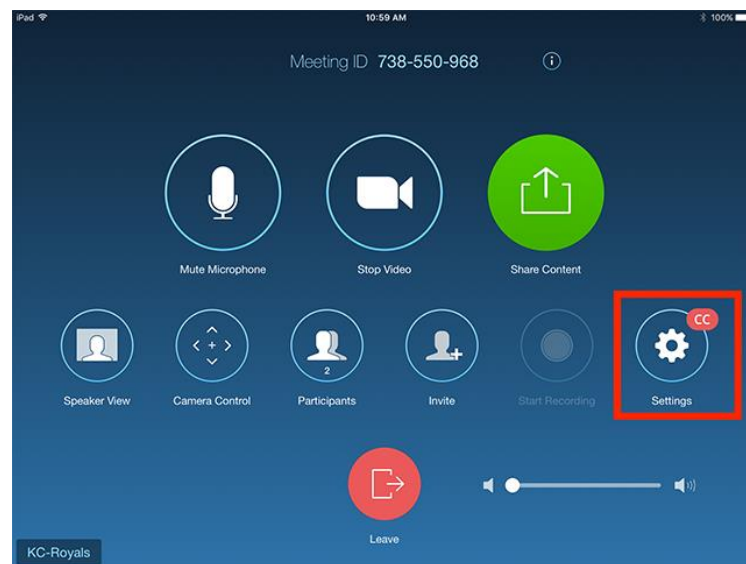 iPad 10:59 AM 100%
Meeting ID 738-550-968
Mute Microphone Stop Video Share Content
CC
2
Speaker View Camera Control Participants Invite Start Recording Settings
Leave
KC-Royals